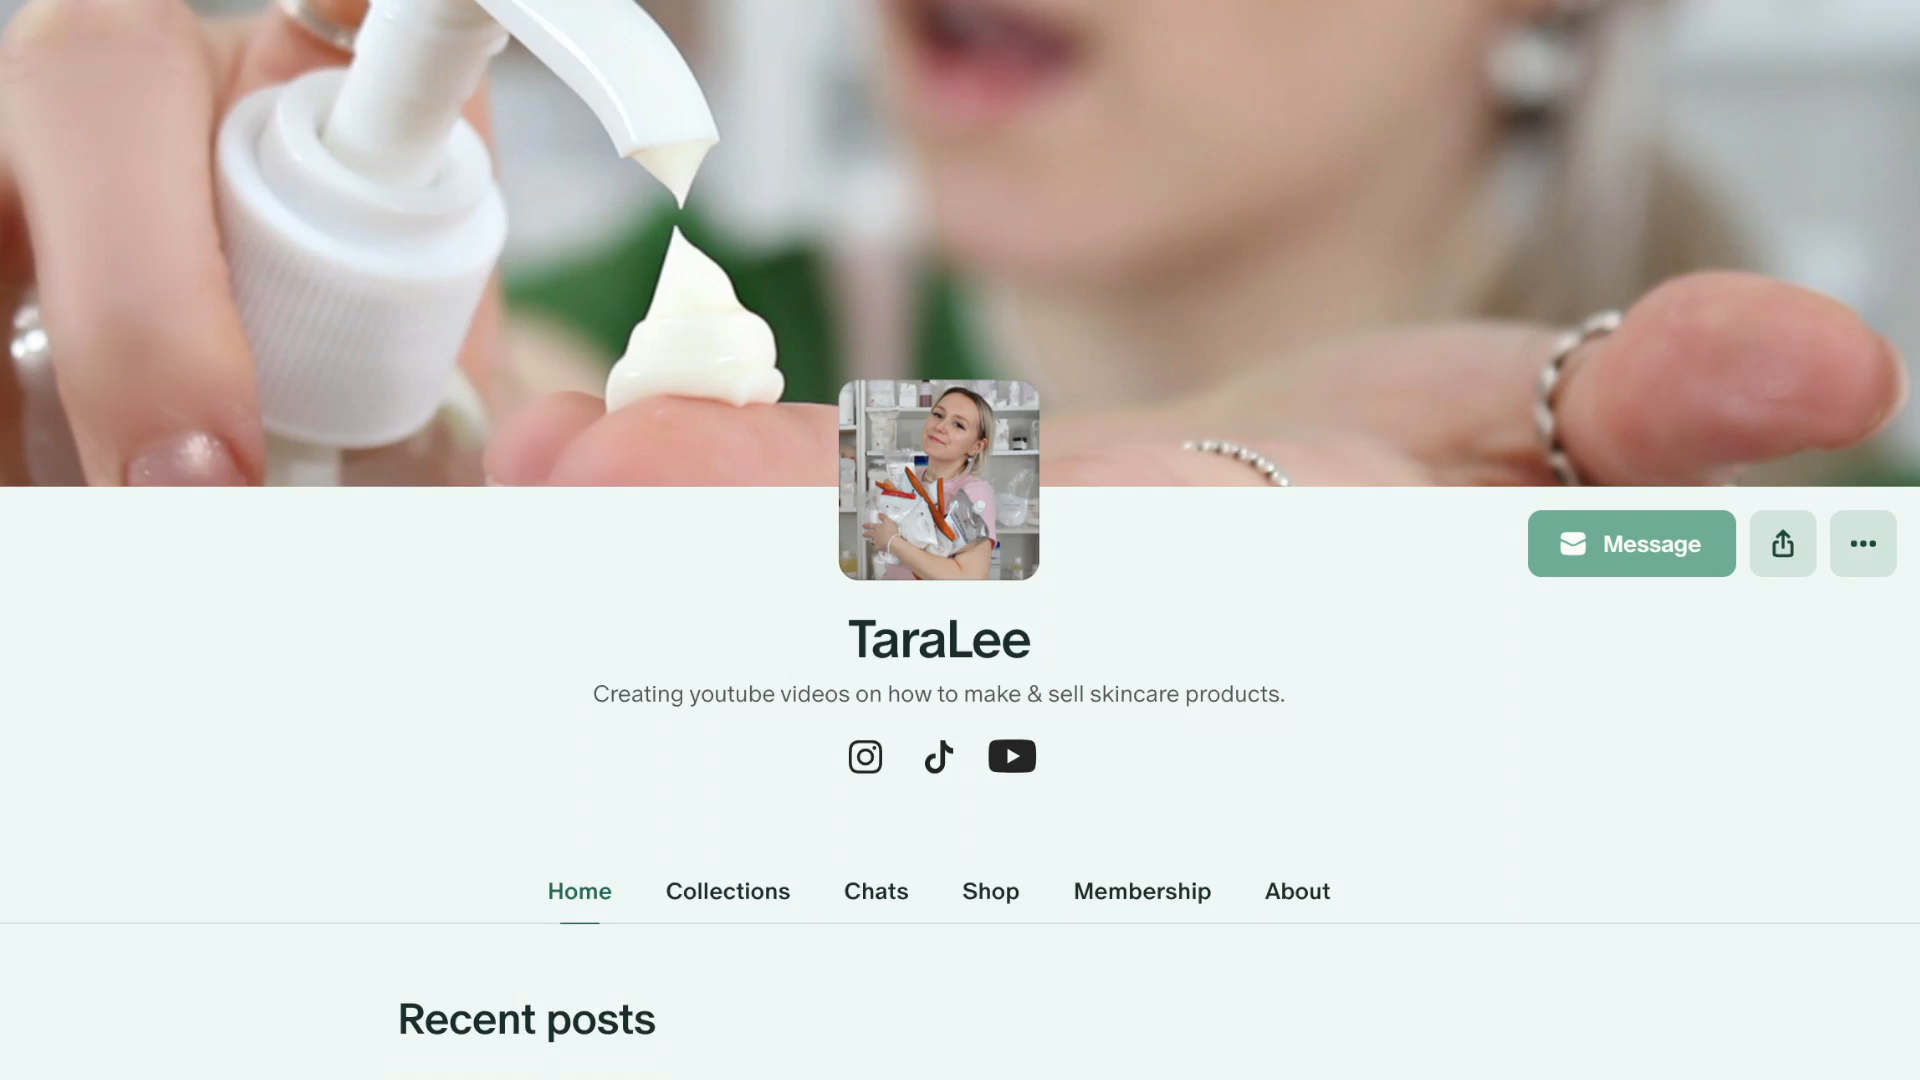 Message
TaraLee
Creating youtube videos on how to make & sell skincare products.
Home Collections Chats Shop Membership About
Recent posts